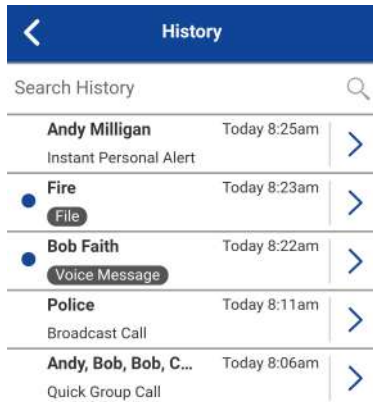 History
Search History
Andy Milligan Today 8:25am
Instant Personal Alert
Fire Today 8:23am
File
Bob Faith Today 8:22am
Voice Message
Police Today 8:11am
Broadcast Call
Andy, Bob, Bob, C... Today 8:06am
Quick Group Call